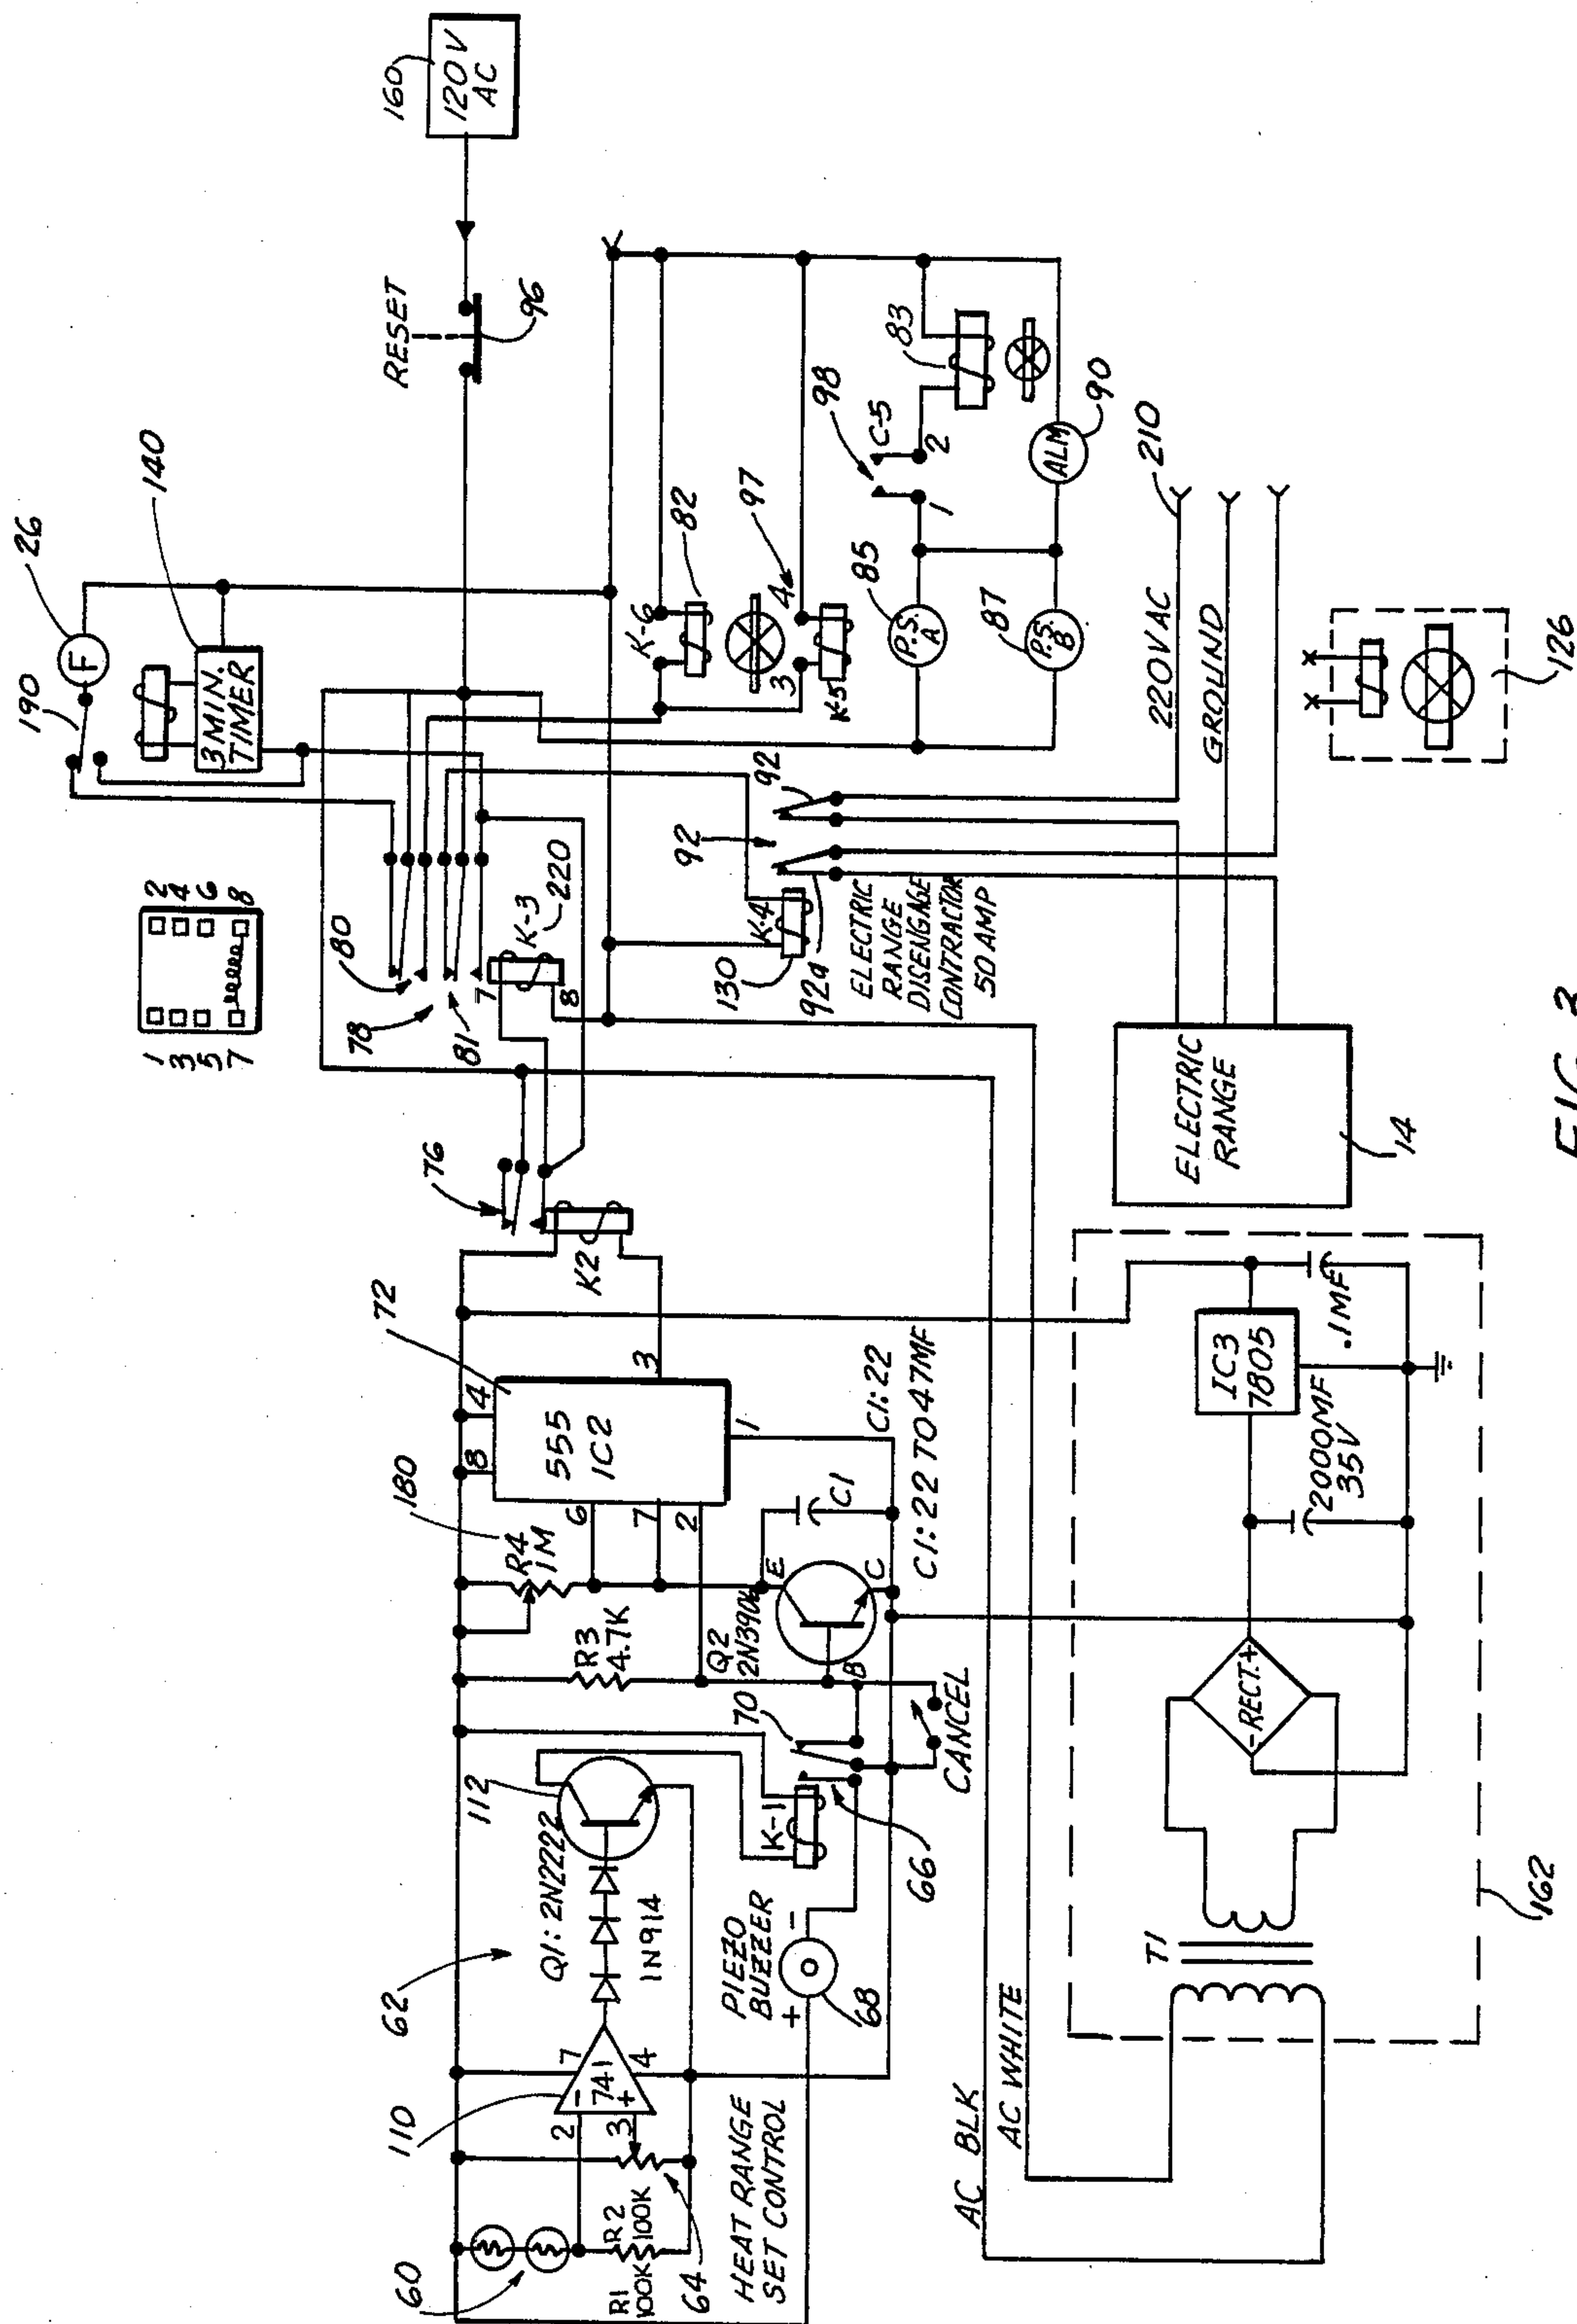 60
62
110
2
3
-
741
+
7
4
R1
100K
R2
100K
64
HEAT RANGE
SET CONTROL
Q1: 2N2222
112
1N914
PIEZO
BUZZER
+
-
68
K-1
66
70
CANCEL
R3
4.7K
R4
1M
180
Q2
B
E
C
C1
C1: 22
C1: 22 TO 47MF
6
7
2
8
4
555
IC2
3
1
72
K2
76
1
3
5
7
2
4
6
8
78
80
81
7
8
K-3
220
190
26
F
140
3 MIN.
TIMER
RESET
96
160
120 V
AC
K-6
82
3
4
97
K-5
P.S.
A
85
P.S.
B
87
98
C-5
1
2
83
ALM
90
K-4
130
92
92
92a
ELECTRIC
RANGE
DISENGAGE
CONTRACTOR
50 AMP
220VAC
210
GROUND
126
ELECTRIC
RANGE
14
AC BLK
AC WHITE
T1
- RECT. +
2000MF
35V
IC3
7805
.1MF
162